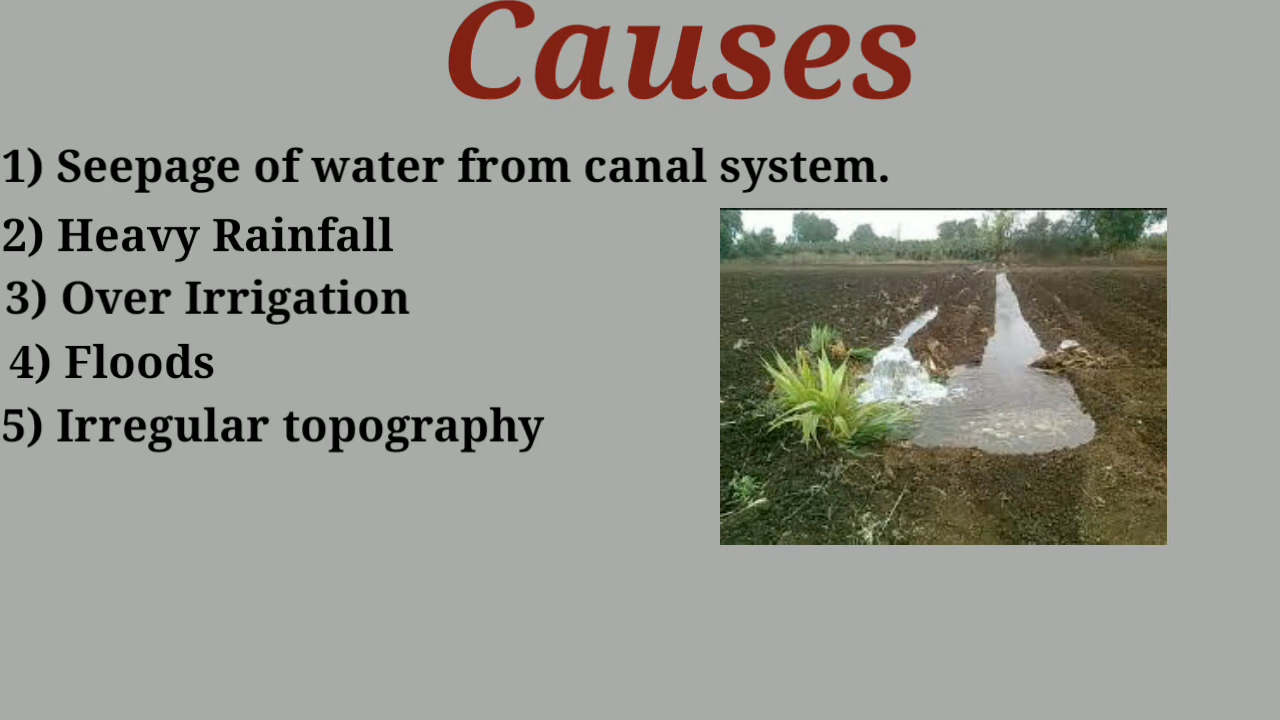 Causes
1) Seepage of water from canal system.
2) Heavy Rainfall
3) Over Irrigation
4) Floods
5) Irregular topography